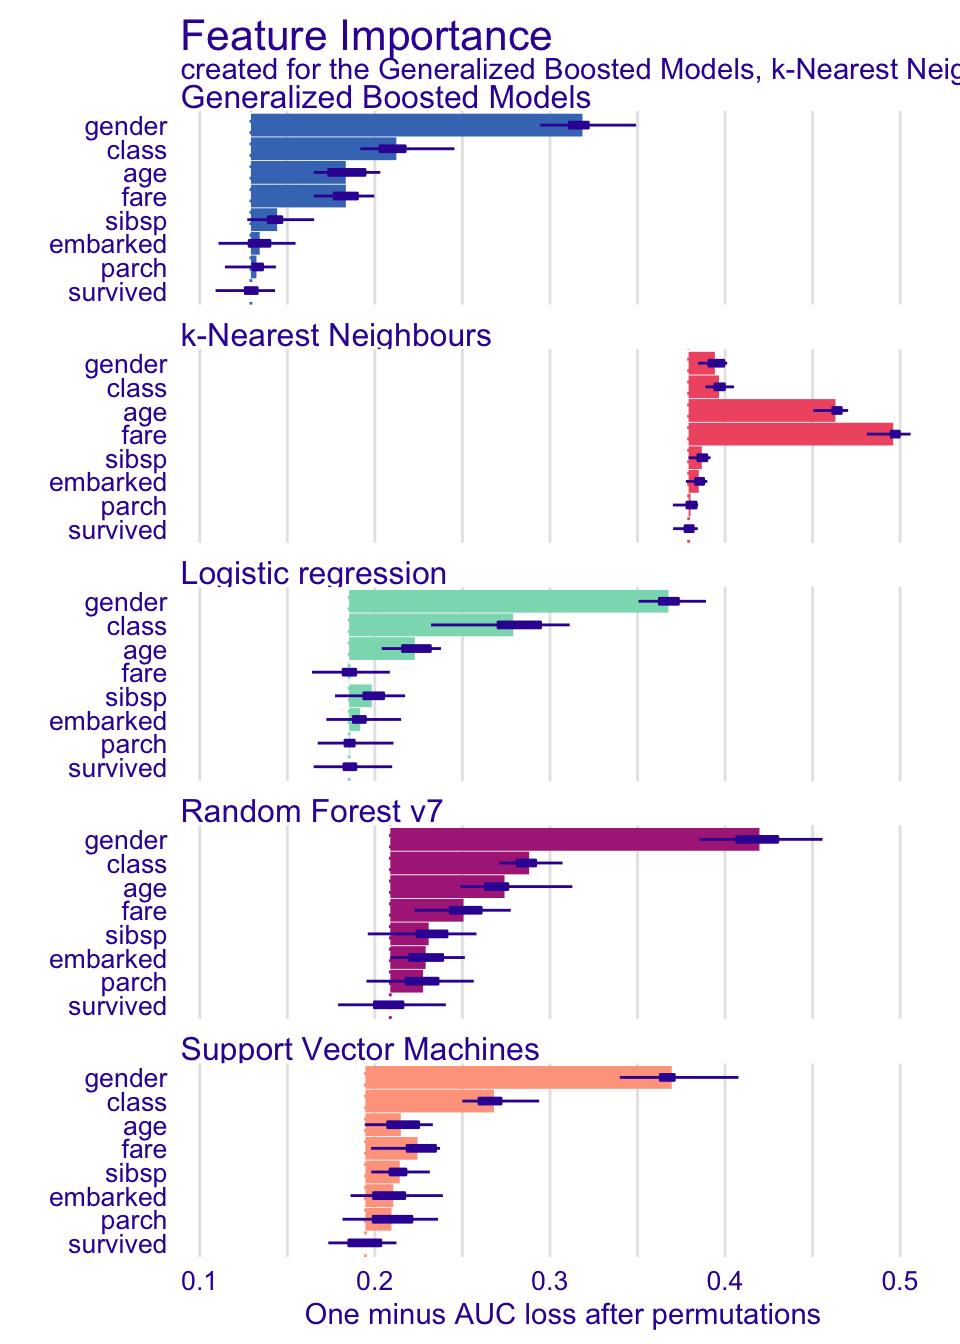 Feature Importance
created for the Generalized Boosted Models, k-Nearest
Generalized Boosted Models
gender
class
age
fare
sibsp
embarked
parch
survived
k-Nearest Neighbours
gender
class
age
fare
sibsp
embarked
parch
survived
Logistic regression
gender
class
age
fare
sibsp
embarked
parch
survived
Random Forest v7
gender
class
age
fare
sibsp
embarked
parch
survived
Support Vector Machines
gender
class
age
fare
sibsp
embarked
parch
survived
0.1 0.2 0.3 0.4 0.5
One minus AUC loss after permutations